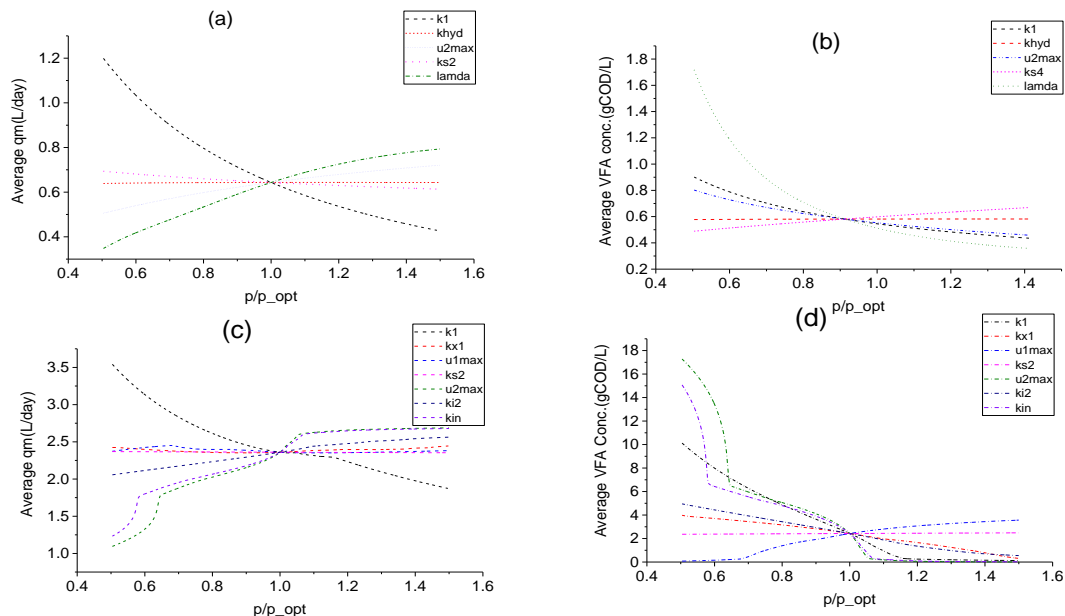 (a)
k1
khyd
u2max
ks2
lamda
1.2
1.0
0.8
0.6
0.4
Average qm(L/day)
0.4 0.6 0.8 1.0 1.2 1.4 1.6
p/p_opt
(b)
k1
khyd
u2max
ks4
lamda
1.8
1.6
1.4
1.2
1.0
0.8
0.6
0.4
0.2
Average VFA conc.(gCOD/L)
0.4 0.6 0.8 1.0 1.2 1.4
p/p_opt
(c)
k1
kx1
u1max
ks2
u2max
ki2
kin
3.5
3.0
2.5
2.0
1.5
1.0
Average qm(L/day)
0.4 0.6 0.8 1.0 1.2 1.4 1.6
p/p_opt
(d)
k1
kx1
u1max
ks2
u2max
ki2
kin
18
16
14
12
10
8
6
4
2
0
Average VFA Conc.(gCOD/L)
0.4 0.6 0.8 1.0 1.2 1.4 1.6
p/p_opt